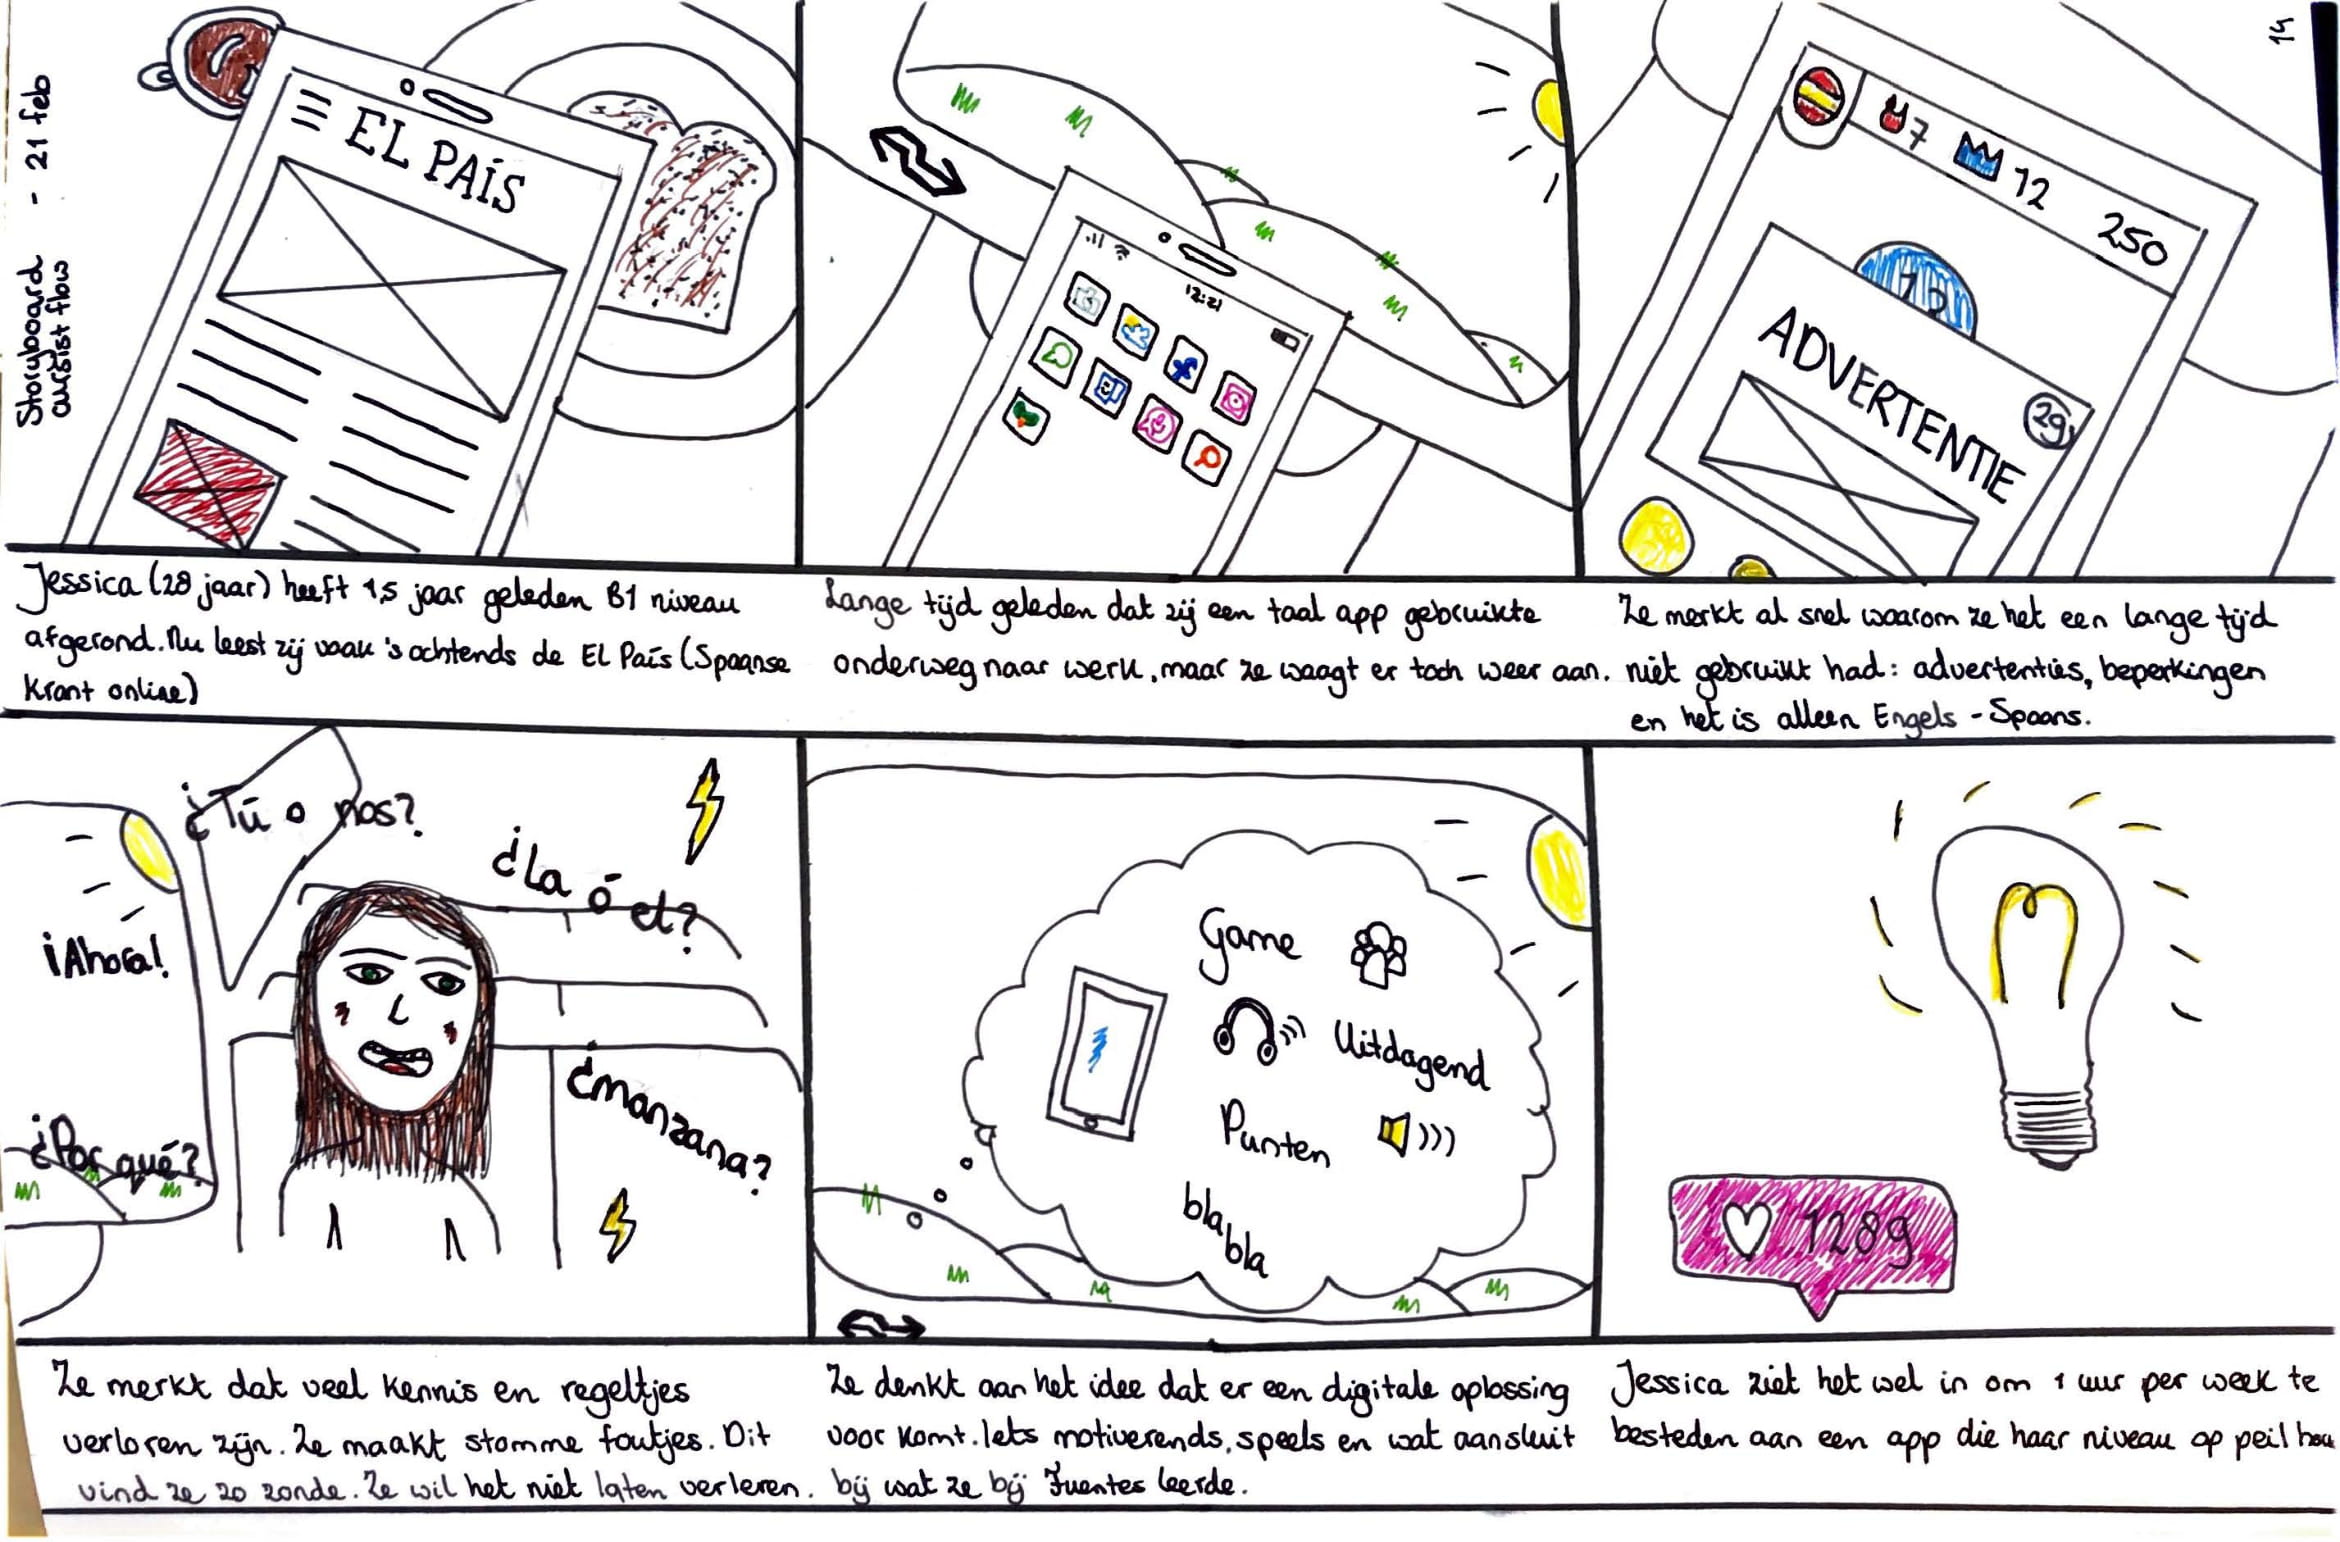 Storyboard - 21 feb
cursist flow
14
EL PAÍS
12:21
7
12
250
15
ADVERTENTIE
29
Jessica (28 jaar) heeft 1,5 jaar geleden B1 niveau
afgerond. Nu leest zij vaak 's ochtends de El País (Spaanse
Krant online)
Lange tijd geleden dat zij een taal app gebruikte
onderweg naar werk, maar ze waagt er toch weer aan.
Ze merkt al snel waarom ze het een lange tijd
niet gebruikt had: advertenties, beperkingen
en het is alleen Engels - Spaans.
¿Tú o nos?
¿La ó el?
¡Ahora!
¿manzana?
¿Por qué?
Game
Uitdagend
Punten
bla
bla
1289
Ze merkt dat veel kennis en regeltjes
verloren zijn. Ze maakt stomme foutjes. Dit
vind ze zo zonde. Ze wil het niet laten verleren.
Ze denkt aan het idee dat er een digitale oplossing
voor komt. Iets motiverends, speels en wat aansluit
bij wat ze bij Fuentes leerde.
Jessica ziet het wel in om 1 uur per week te
besteden aan een app die haar niveau op peil hou